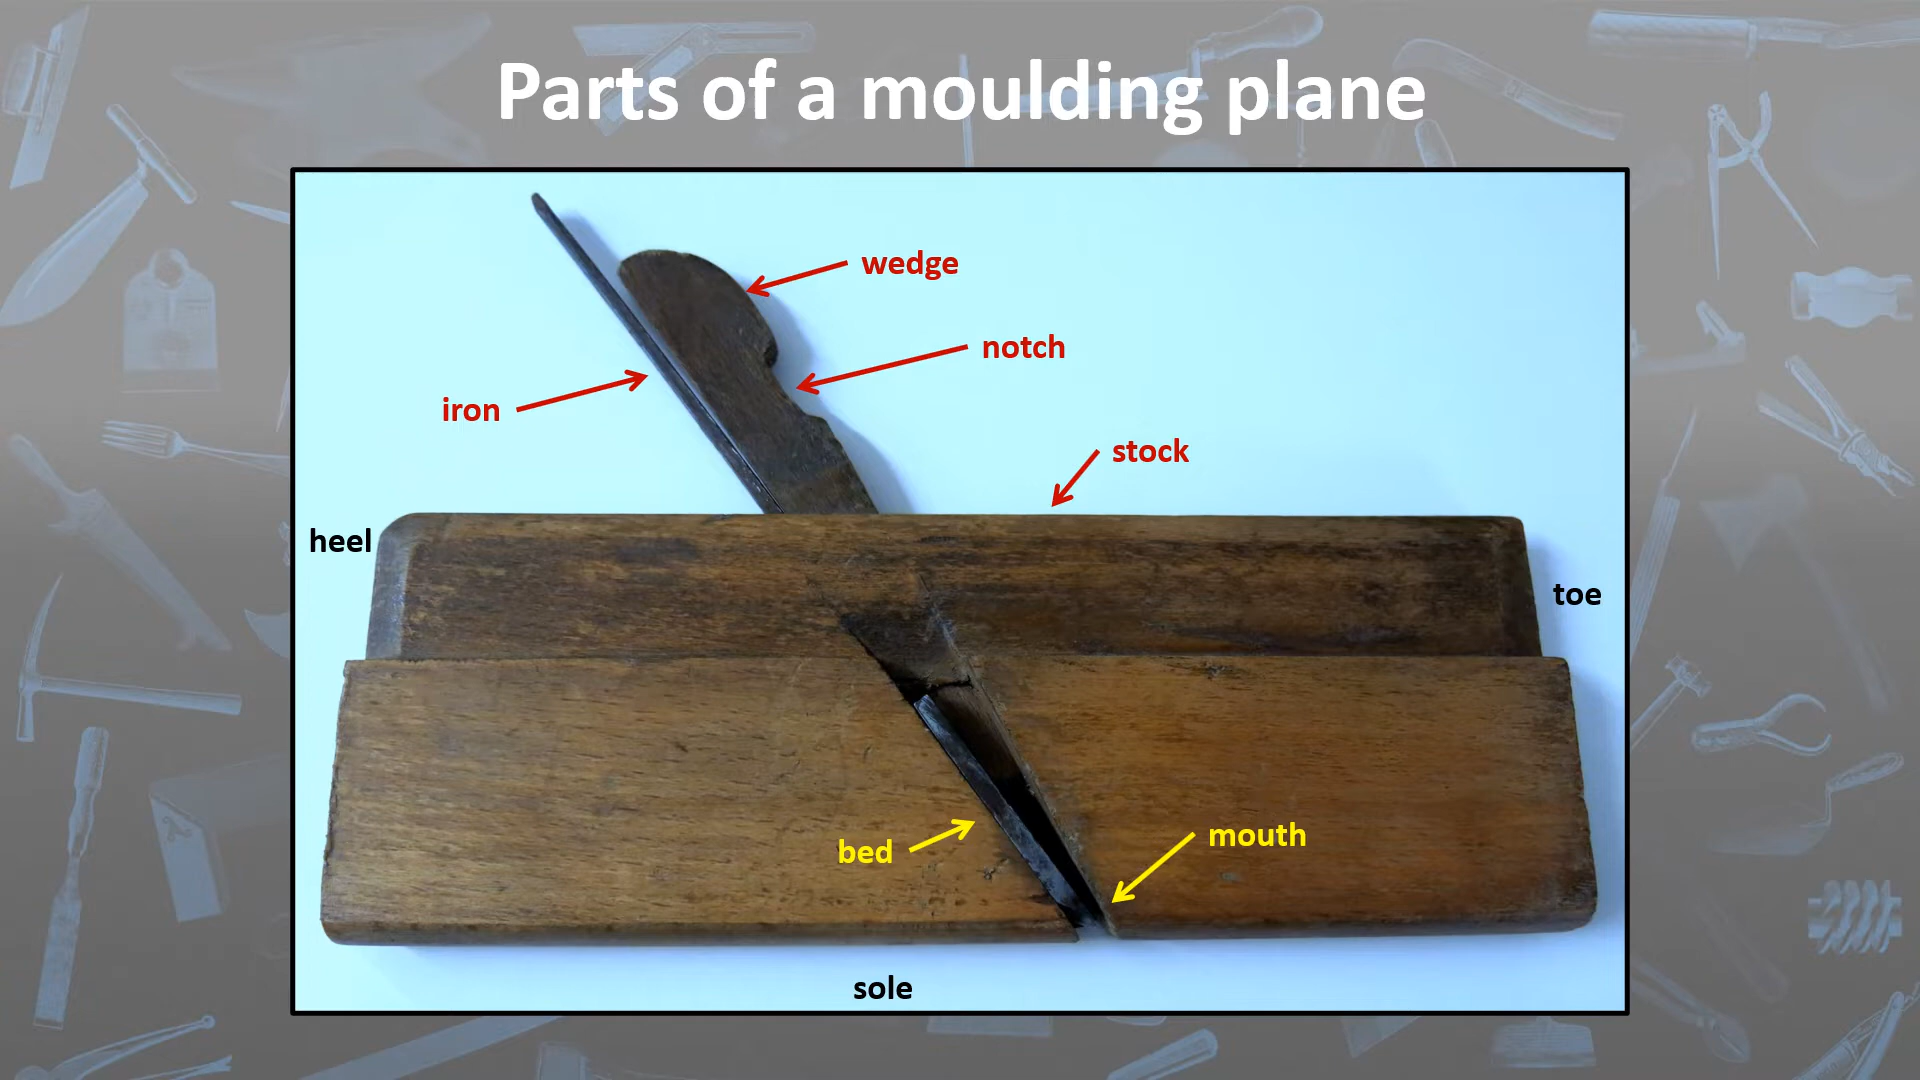 Parts of a moulding plane
wedge
notch
iron
stock
heel
toe
bed
mouth
sole